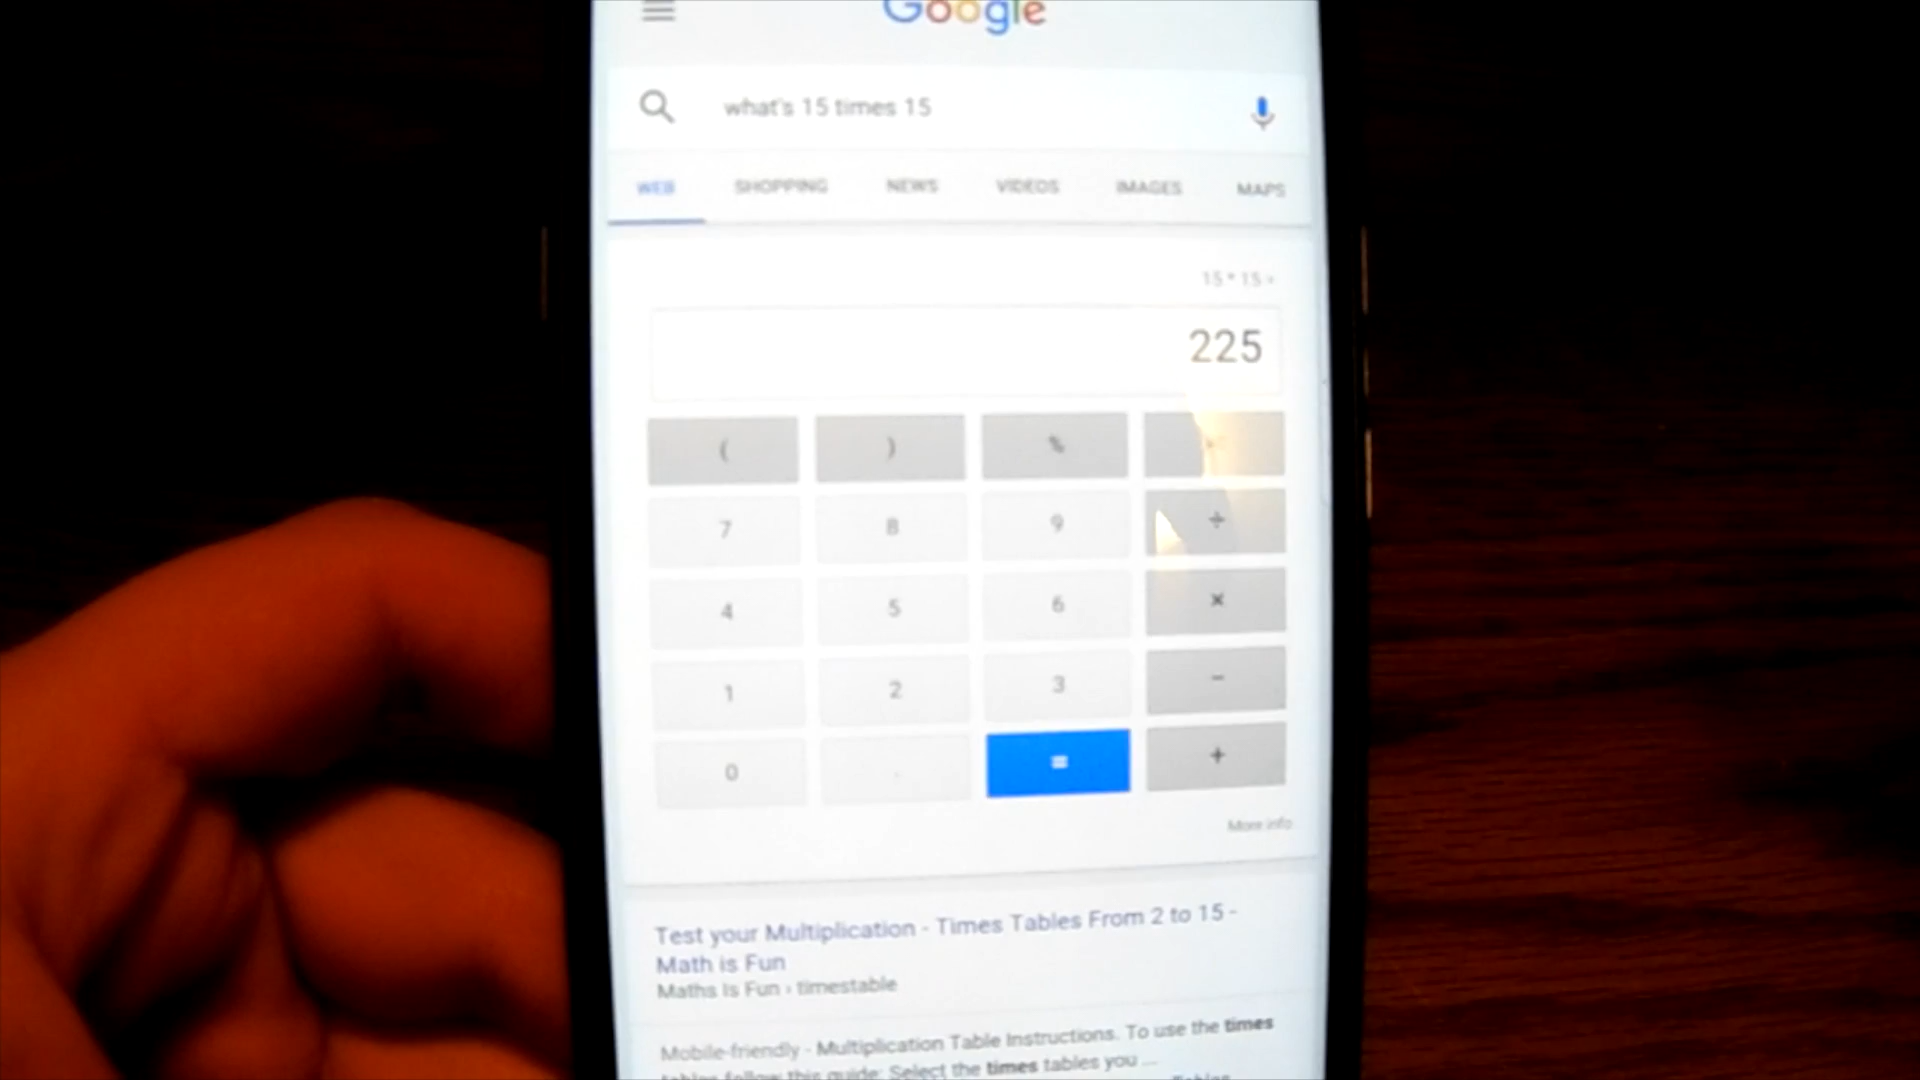 Google
what's 15 times 15
WEB SHOPPING NEWS VIDEOS IMAGES MAPS
15 * 15 =
225
( ) %
7 8 9 ÷
4 5 6 ×
1 2 3 −
0 . = +
More info
Test your Multiplication - Times Tables From 2 to 15 -
Math is Fun
Maths Is Fun › timestable
Mobile-friendly - Multiplication Table Instructions. To use the times
tables follow this guide: Select the times tables you ...
Tables